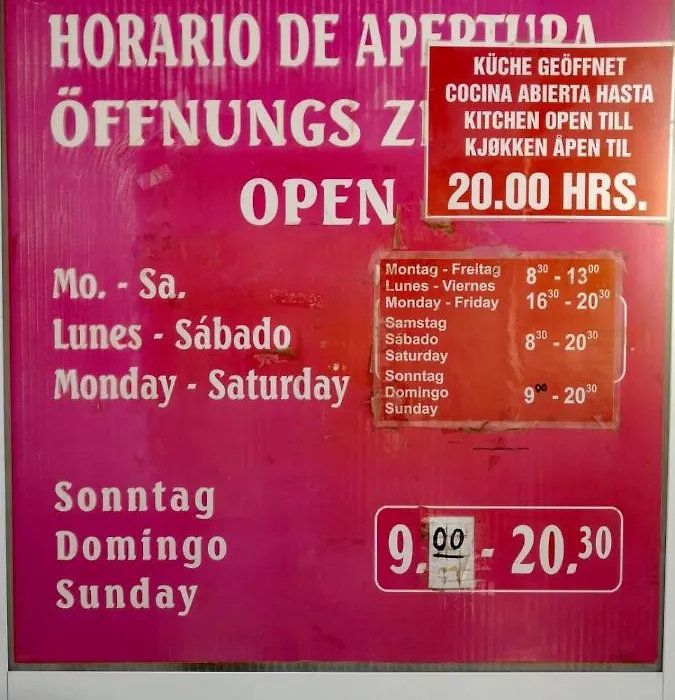 HORARIO DE APERTURA
ÖFFNUNGS
OPEN
KÜCHE GEÖFFNET
COCINA ABIERTA HASTA
KITCHEN OPEN TILL
KJØKKEN ÅPEN TIL
20.00 HRS.
Mo. - Sa.
Lunes - Sábado
Monday - Saturday
Montag - Freitag
Lunes - Viernes
Monday - Friday
8³⁰ - 13⁰⁰
16³⁰ - 20³⁰
Samstag
Sábado
Saturday
8³⁰ - 20³⁰
Sonntag
Domingo
Sunday
9⁰⁰ - 20³⁰
Sonntag
Domingo
Sunday
9.⁰⁰ - 20.³⁰